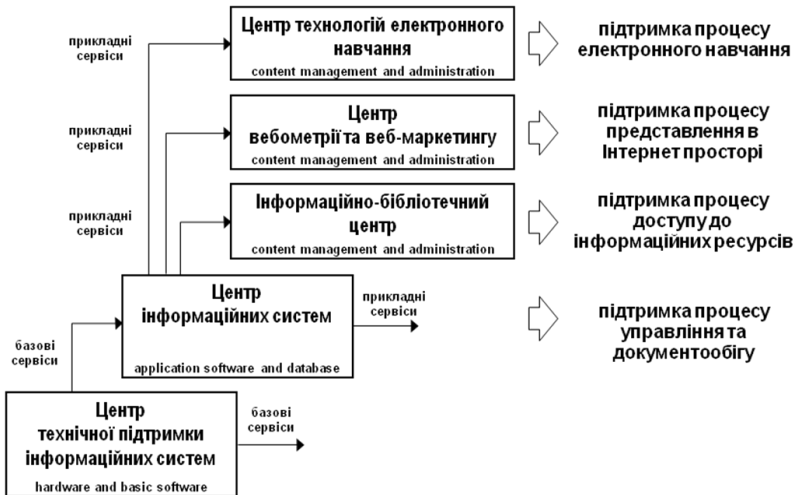 прикладні
сервіси
Центр технологій електронного
навчання
content management and administration
підтримка процесу
електронного навчання
прикладні
сервіси
Центр
вебометрії та веб-маркетингу
content management and administration
підтримка процесу
представлення в
Інтернет просторі
прикладні
сервіси
Інформаційно-бібліотечний
центр
content management and administration
підтримка процесу
доступу до
інформаційних ресурсів
базові
сервіси
Центр
інформаційних систем
application software and database
прикладні
сервіси
підтримка процесу
управління та
документообігу
Центр
технічної підтримки
інформаційних систем
hardware and basic software
базові
сервіси